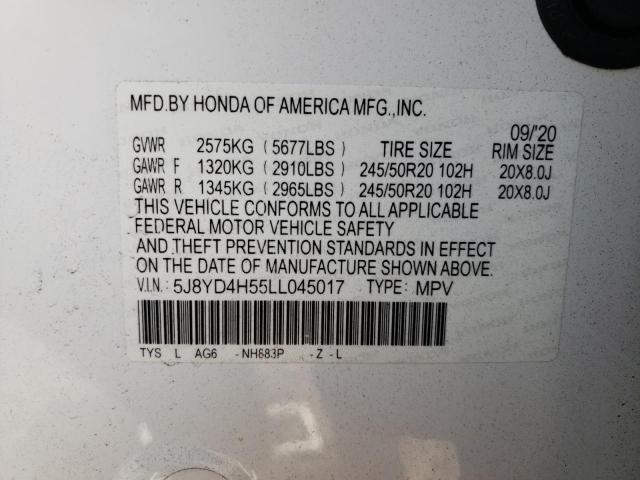 MFD.BY HONDA OF AMERICA MFG.,INC.
09/'20
GVWR 2575KG (5677LBS) TIRE SIZE RIM SIZE
GAWR F 1320KG (2910LBS) 245/50R20 102H 20X8.0J
GAWR R 1345KG (2965LBS) 245/50R20 102H 20X8.0J
THIS VEHICLE CONFORMS TO ALL APPLICABLE
FEDERAL MOTOR VEHICLE SAFETY
AND THEFT PREVENTION STANDARDS IN EFFECT
ON THE DATE OF MANUFACTURE SHOWN ABOVE.
V.I.N.: 5J8YD4H55LL045017 TYPE: MPV
TYS L AG6 -NH683P -Z-L